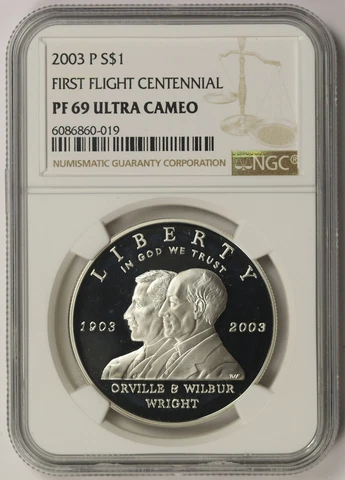 2003 P S$1
FIRST FLIGHT CENTENNIAL
PF 69 ULTRA CAMEO
6086860-019
NUMISMATIC GUARANTY CORPORATION
NGC®
LIBERTY
IN GOD WE TRUST
1903 2003
ORVILLE & WILBUR
WRIGHT